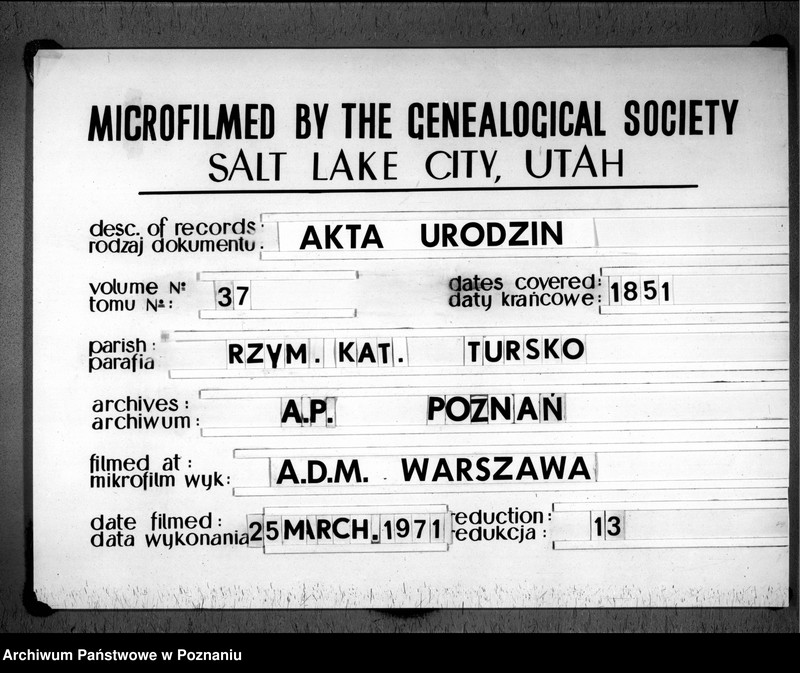 MICROFILMED BY THE GENEALOGICAL SOCIETY
SALT LAKE CITY, UTAH
desc. of records: AKTA URODZIN
rodzaj dokumentu:
volume №: 37 dates covered: 1851
tomu №: daty krańcowe:
parish: RZYM. KAT. TURSKO
parafia
archives: A.P. POZNAŃ
archiwum:
filmed at: A.D.M. WARSZAWA
mikrofilm wyk:
date filmed: 25 MARCH. 1971 reduction: 13
data wykonania redukcja:
Archiwum Państwowe w Poznaniu